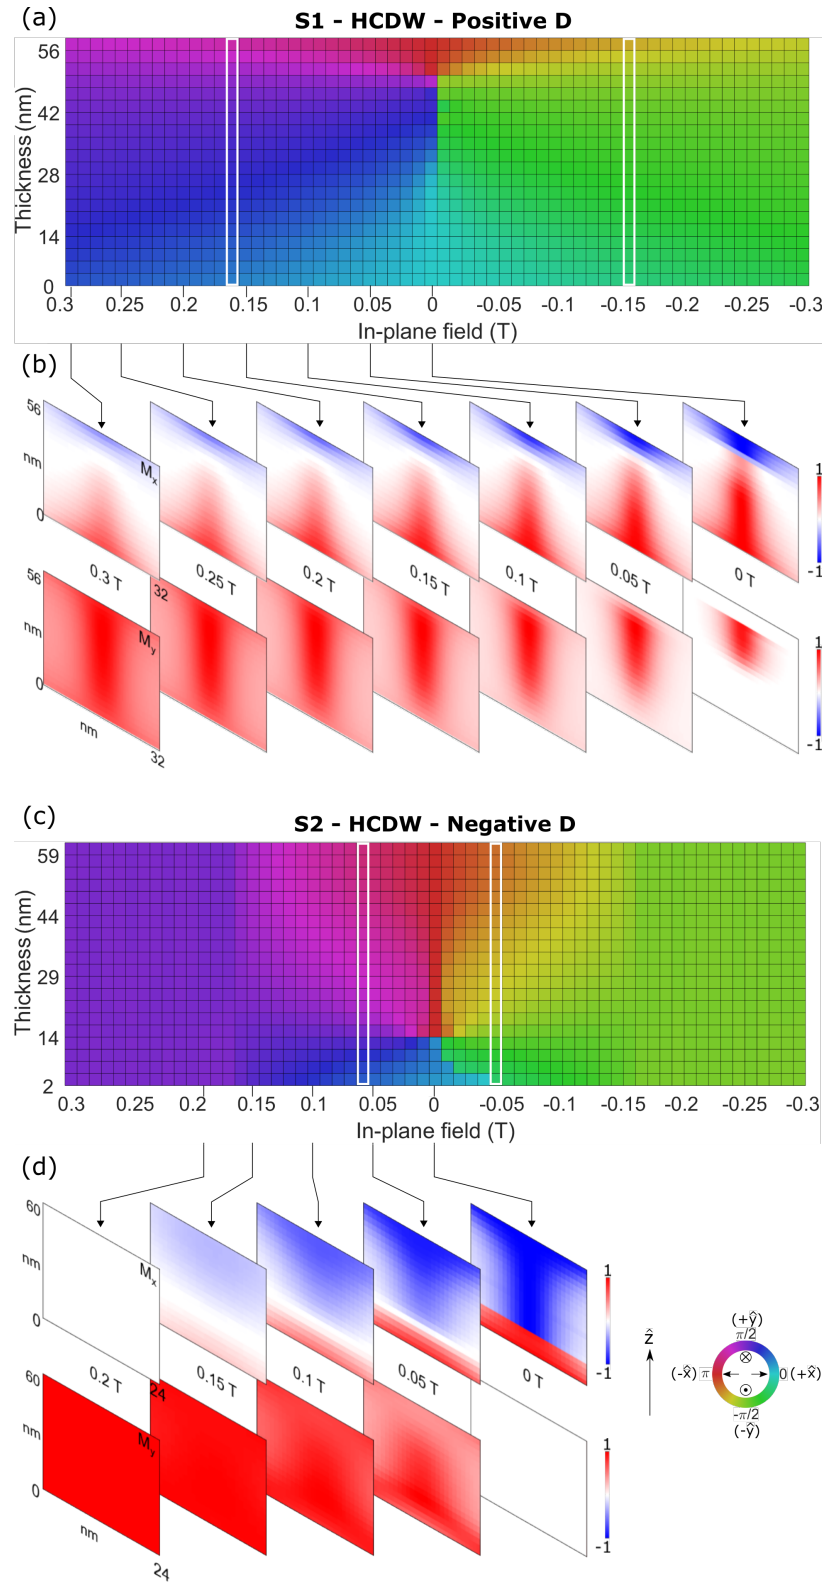 (a)
S1 - HCDW - Positive D
Thickness (nm)
56
42
28
14
0
0.3 0.25 0.2 0.15 0.1 0.05 0 -0.05 -0.1 -0.15 -0.2 -0.25 -0.3
In-plane field (T)
(b)
56
nm
0
Mx
1
-1
0.3 T 0.25 T 0.2 T 0.15 T 0.1 T 0.05 T 0 T
32
56
nm
0
My
1
-1
nm
32
(c)
S2 - HCDW - Negative D
Thickness (nm)
59
44
29
14
2
0.3 0.25 0.2 0.15 0.1 0.05 0 -0.05 -0.1 -0.15 -0.2 -0.25 -0.3
In-plane field (T)
(d)
60
nm
0
Mx
1
-1
0.2 T 0.15 T 0.1 T 0.05 T 0 T
24
60
nm
0
My
1
-1
nm
24
ẑ
(+ŷ)
π/2
(-x̂) π 0 (+x̂)
-π/2
(-ŷ)